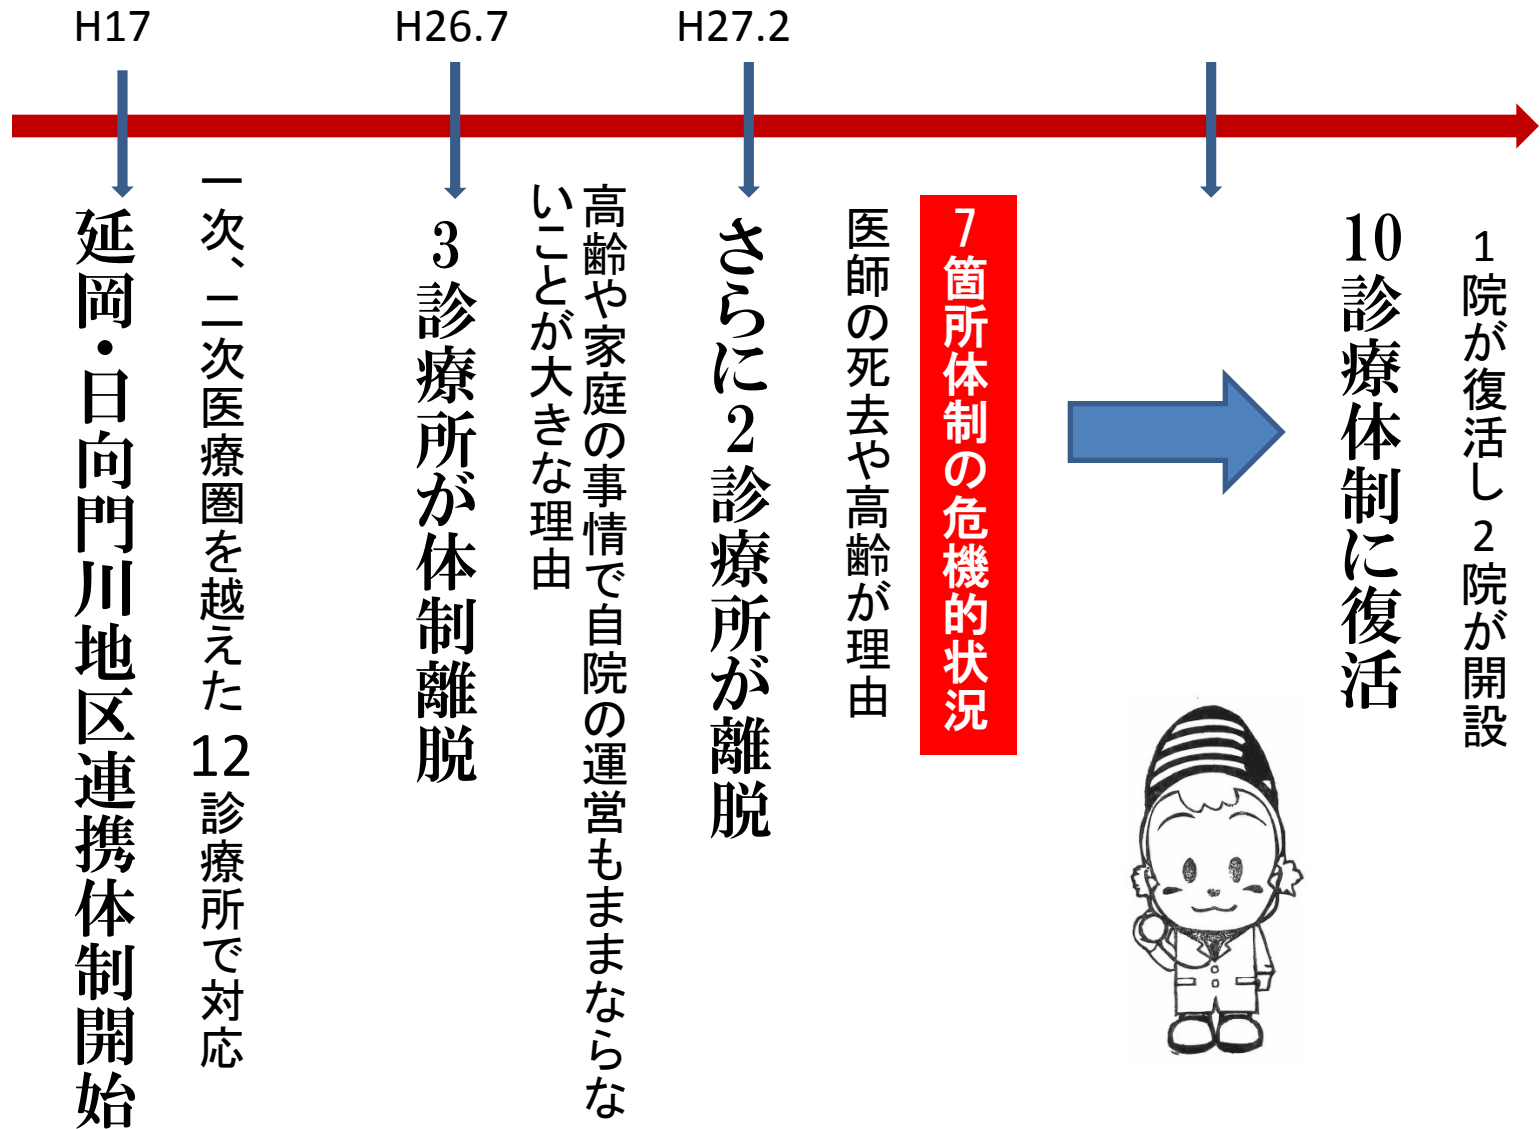 H17
H26.7
H27.2
延岡・日向門川地区連携体制開始
一次、二次医療圏を越えた12診療所で対応
3診療所が体制離脱
高齢や家庭の事情で自院の運営もままならな
いことが大きな理由
さらに2診療所が離脱
医師の死去や高齢が理由
7箇所体制の危機的状況
10診療体制に復活
1院が復活し2院が開設